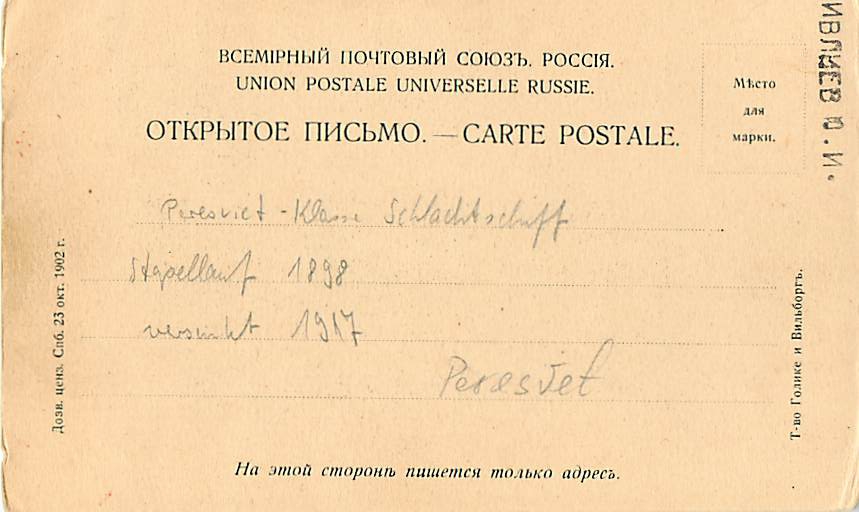 ВСЕМІРНЫЙ ПОЧТОВЫЙ СОЮЗЪ. РОССІЯ.
UNION POSTALE UNIVERSELLE RUSSIE.
ОТКРЫТОЕ ПИСЬМО. — CARTE POSTALE.
Мѣсто
для
марки.
Peresviet-Klasse Schlachtschiff
Stapellauf 1898
versenkt 1917
Peresvet
На этой сторонѣ пишется только адресъ.
Дозв. ценз. Спб. 23 окт. 1902 г.
Т-во Голике и Вильборгъ.